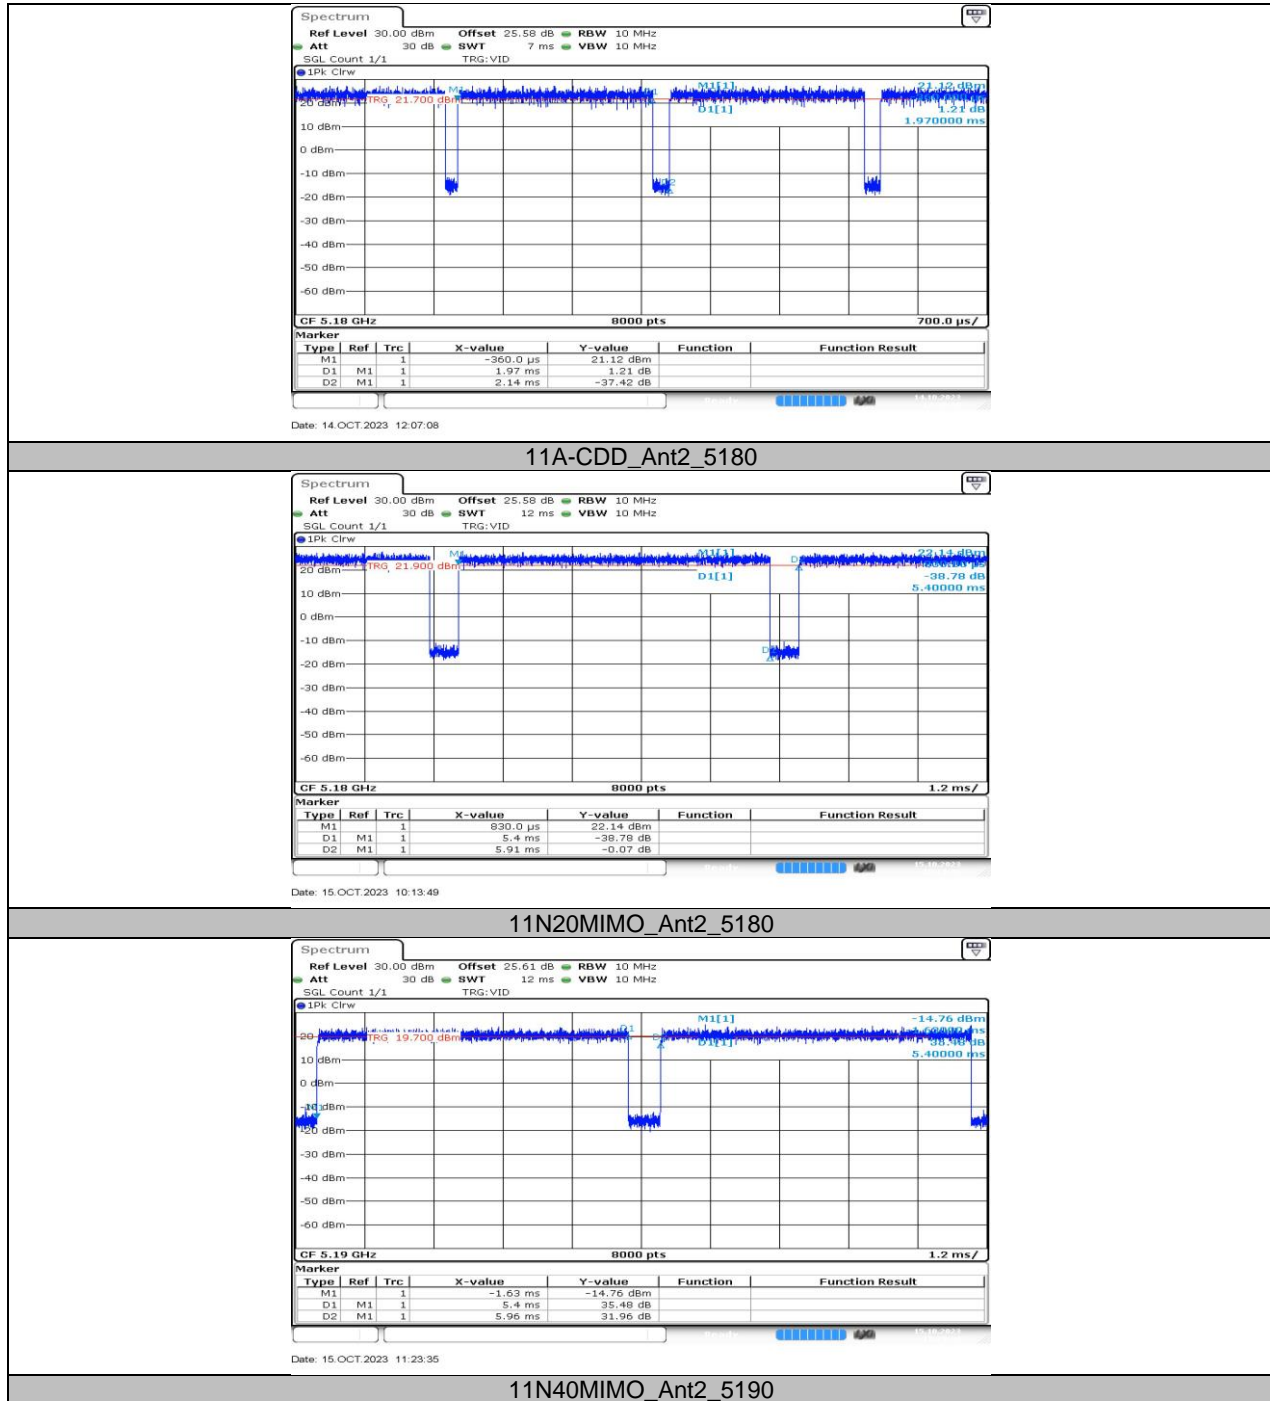 Spectrum
Ref Level 30.00 dBm Offset 25.58 dB RBW 10 MHz
Att 30 dB SWT 7 ms VBW 10 MHz
SGL Count 1/1 TRG:VID
1Pk Clrw
M1[1] 21.12 dBm
20 dBm
TRG 21.700 dBm
D1[1] 1.21 dB
1.970000 ms
10 dBm
0 dBm
-10 dBm
-20 dBm
-30 dBm
-40 dBm
-50 dBm
-60 dBm
CF 5.18 GHz 8000 pts 700.0 µs/
Marker
Type Ref Trc X-value Y-value Function Function Result
M1 1 -360.0 µs 21.12 dBm
D1 M1 1 1.97 ms 1.21 dB
D2 M1 1 2.14 ms -37.42 dB
Date: 14.OCT.2023 12:07:08
11A-CDD_Ant2_5180
Spectrum
Ref Level 30.00 dBm Offset 25.58 dB RBW 10 MHz
Att 30 dB SWT 12 ms VBW 10 MHz
SGL Count 1/1 TRG:VID
1Pk Clrw
M1[1] 22.14 dBm
20 dBm
TRG 21.900 dBm
D1[1] -38.78 dB
5.40000 ms
10 dBm
0 dBm
-10 dBm
-20 dBm
-30 dBm
-40 dBm
-50 dBm
-60 dBm
CF 5.18 GHz 8000 pts 1.2 ms/
Marker
Type Ref Trc X-value Y-value Function Function Result
M1 1 830.0 µs 22.14 dBm
D1 M1 1 5.4 ms -38.78 dB
D2 M1 1 5.91 ms -0.07 dB
Date: 15.OCT.2023 10:13:49
11N20MIMO_Ant2_5180
Spectrum
Ref Level 30.00 dBm Offset 25.61 dB RBW 10 MHz
Att 30 dB SWT 12 ms VBW 10 MHz
SGL Count 1/1 TRG:VID
1Pk Clrw
M1[1] -14.76 dBm
20
TRG 19.700 dBm
D1[1] 35.48 dB
5.40000 ms
10 dBm
0 dBm
-10 dBm
-20 dBm
-30 dBm
-40 dBm
-50 dBm
-60 dBm
CF 5.19 GHz 8000 pts 1.2 ms/
Marker
Type Ref Trc X-value Y-value Function Function Result
M1 1 -1.63 ms -14.76 dBm
D1 M1 1 5.4 ms 35.48 dB
D2 M1 1 5.96 ms 31.96 dB
Date: 15.OCT.2023 11:23:35
11N40MIMO_Ant2_5190